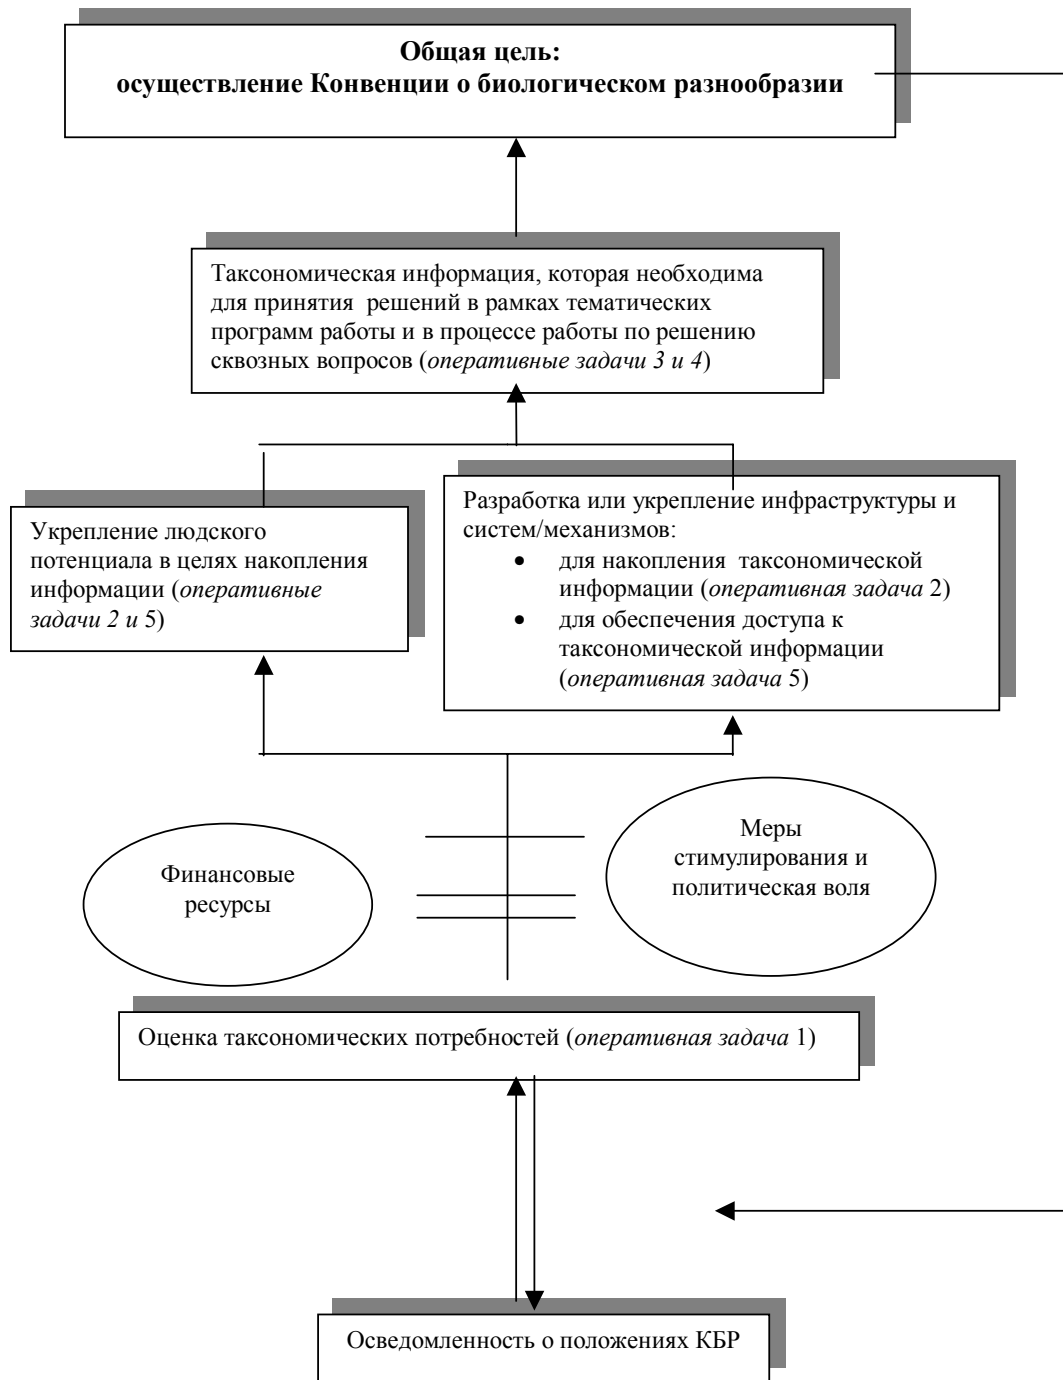 Общая цель:
осуществление Конвенции о биологическом разнообразии
Таксономическая информация, которая необходима
для принятия решений в рамках тематических
программ работы и в процессе работы по решению
сквозных вопросов (оперативные задачи 3 и 4)
Укрепление людского
потенциала в целях накопления
информации (оперативные
задачи 2 и 5)
Разработка или укрепление инфраструктуры и
систем/механизмов:
• для накопления таксономической
информации (оперативная задача 2)
• для обеспечения доступа к
таксономической информации
(оперативная задача 5)
Финансовые
ресурсы
Меры
стимулирования и
политическая воля
Оценка таксономических потребностей (оперативная задача 1)
Осведомленность о положениях КБР